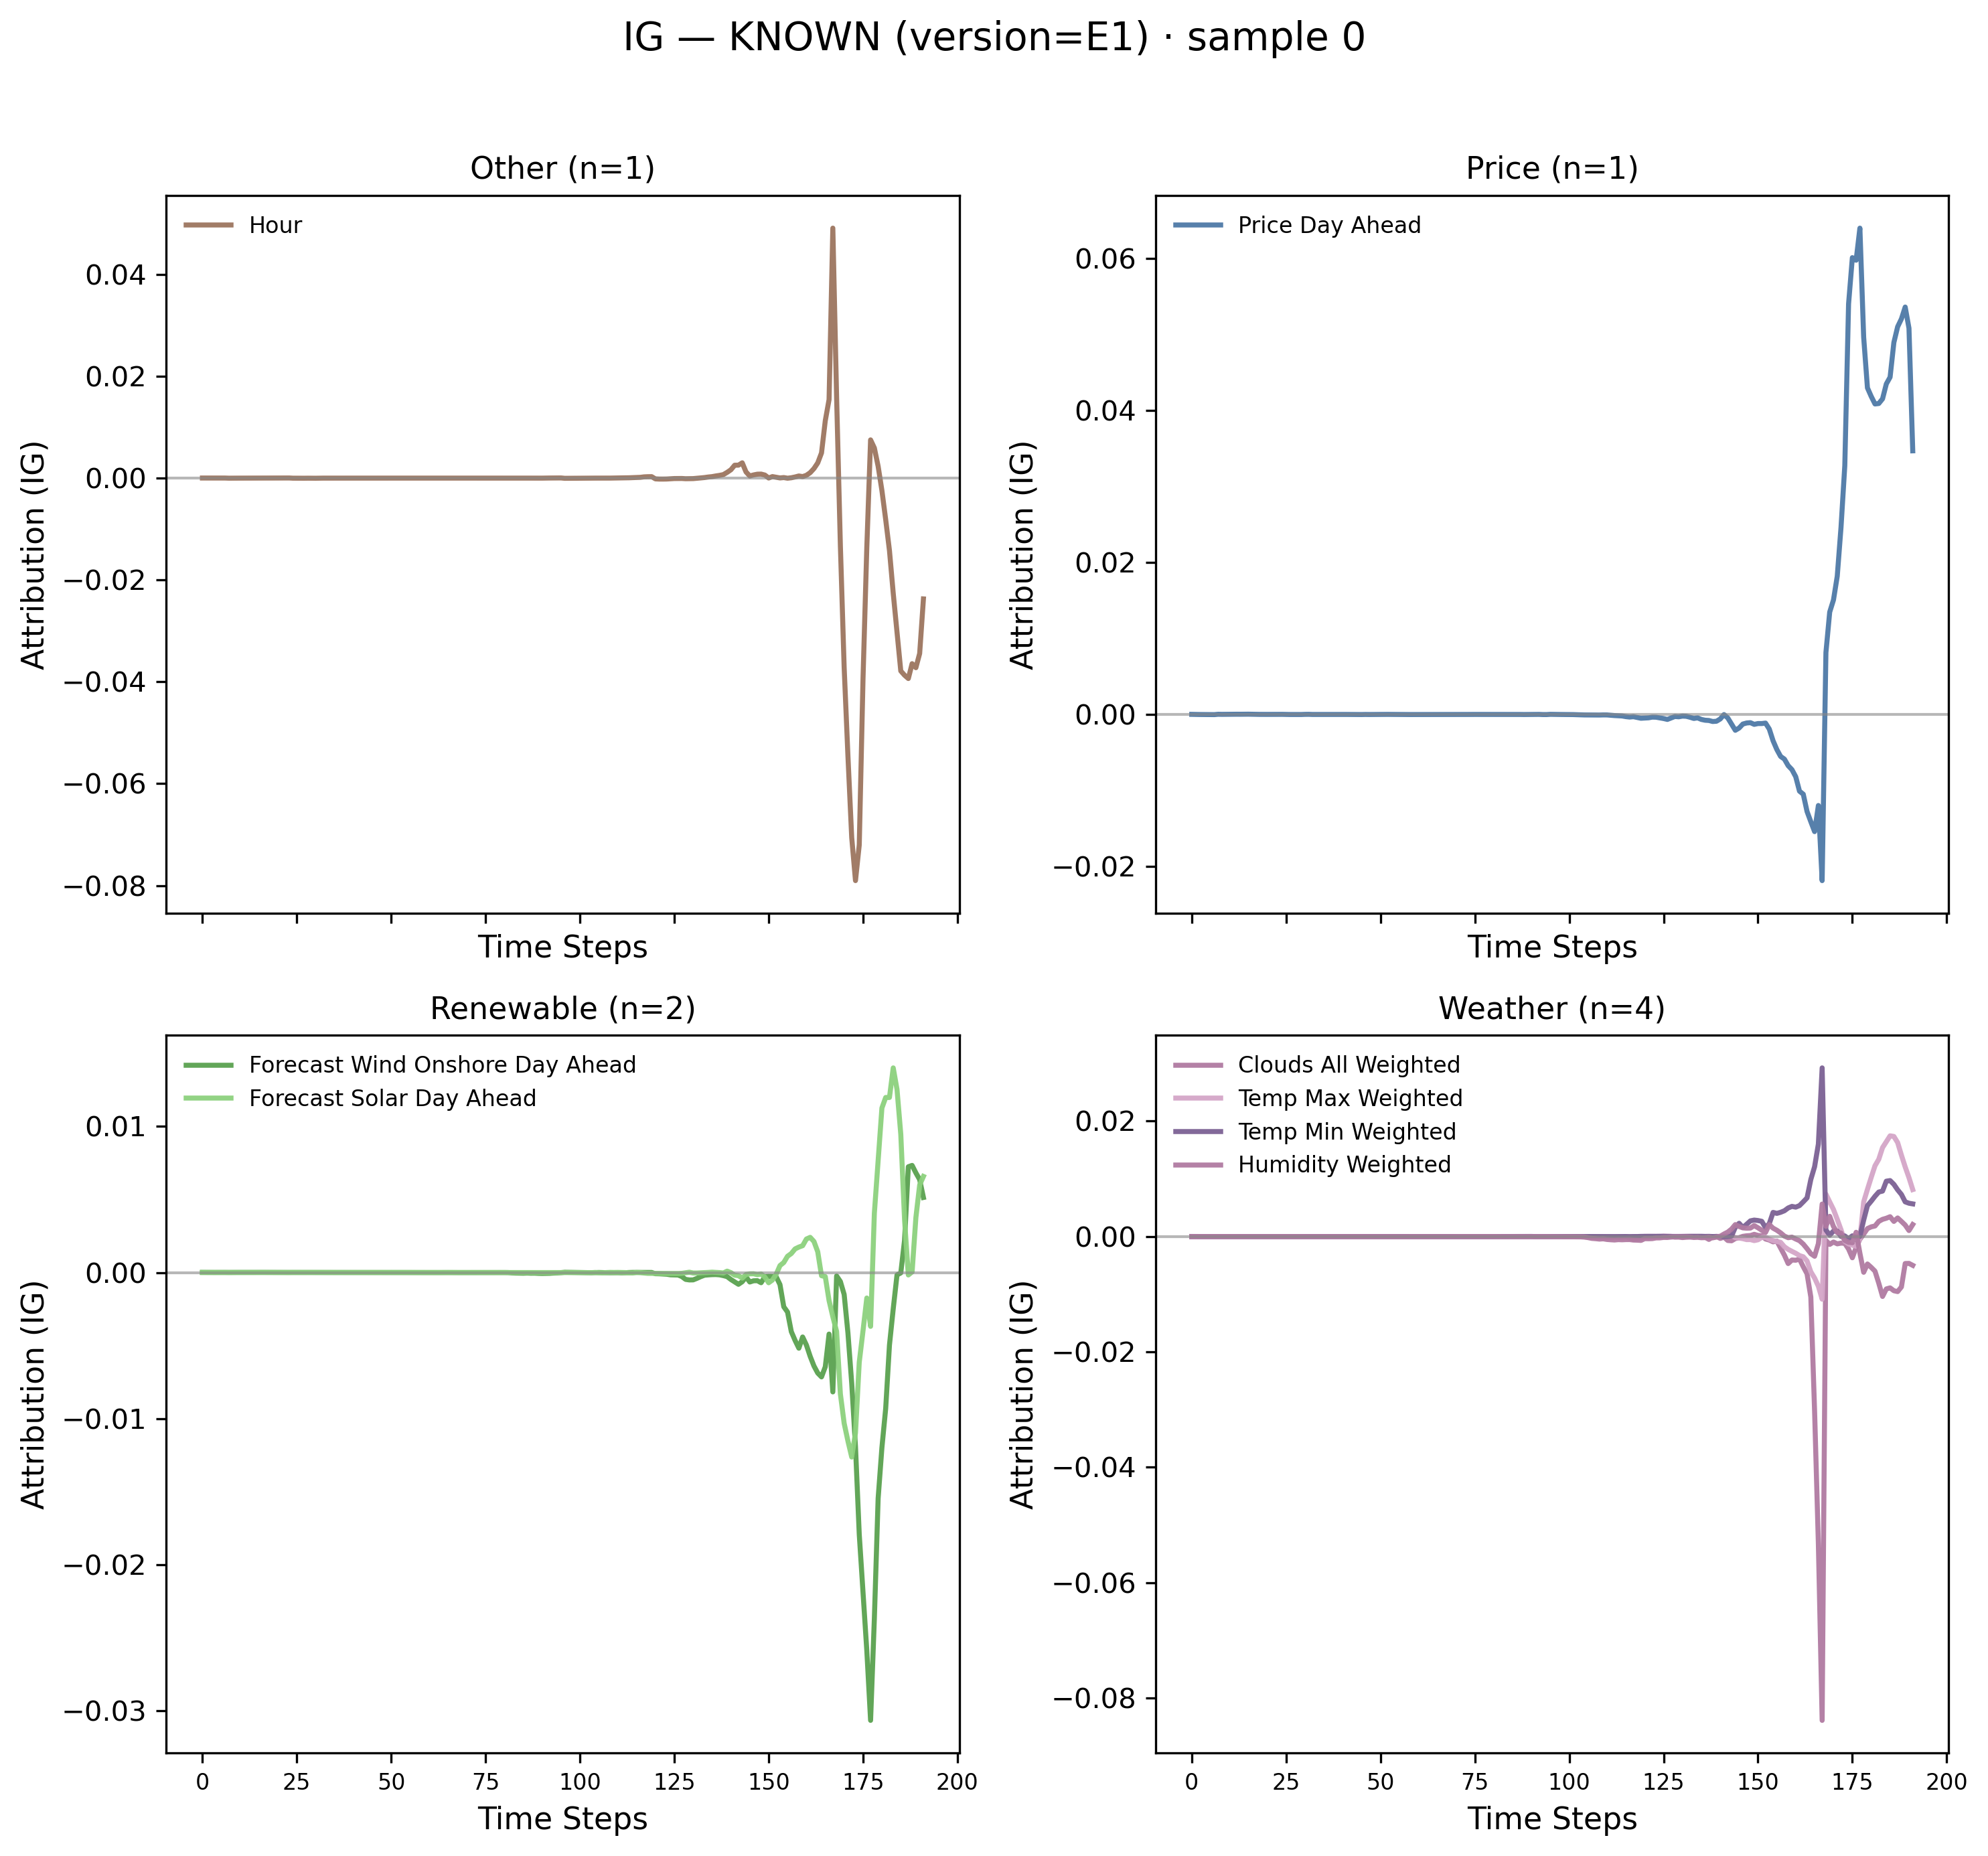 IG — KNOWN (version=E1) · sample 0
Other (n=1)
Hour
0.04
0.02
0.00
−0.02
−0.04
−0.06
−0.08
Attribution (IG)
Time Steps
Price (n=1)
Price Day Ahead
0.06
0.04
0.02
0.00
−0.02
Attribution (IG)
Time Steps
Renewable (n=2)
Forecast Wind Onshore Day Ahead
Forecast Solar Day Ahead
0.01
0.00
−0.01
−0.02
−0.03
Attribution (IG)
0 25 50 75 100 125 150 175 200
Time Steps
Weather (n=4)
Clouds All Weighted
Temp Max Weighted
Temp Min Weighted
Humidity Weighted
0.02
0.00
−0.02
−0.04
−0.06
−0.08
Attribution (IG)
0 25 50 75 100 125 150 175 200
Time Steps